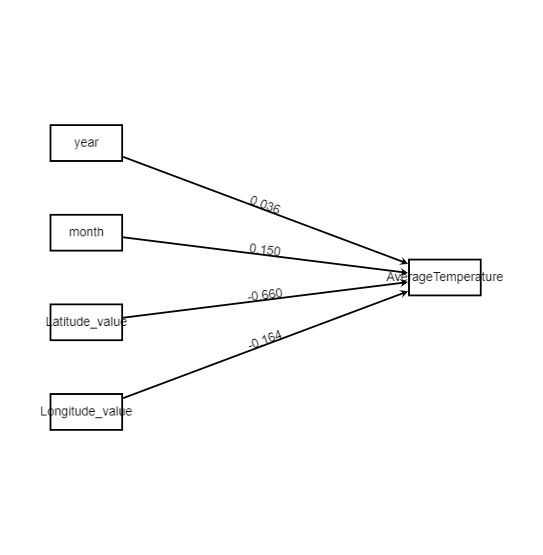 year
0.036
month
0.150
AverageTemperature
-0.660
Latitude_value
-0.164
Longitude_value